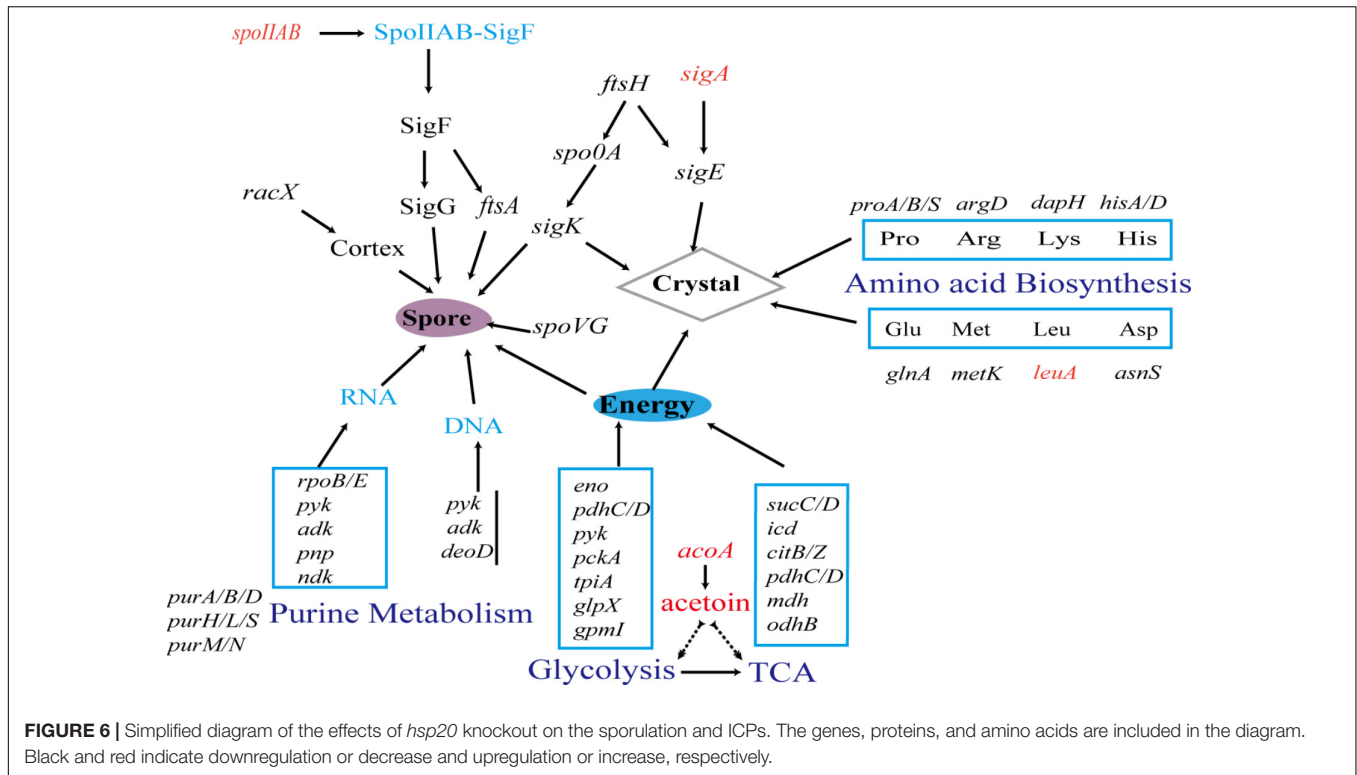 spoIIAB
SpoIIAB-SigF
ftsH
sigA
SigF
spo0A
sigE
racX
SigG
ftsA
sigK
Cortex
proA/B/S argD dapH hisA/D
Pro Arg Lys His
Crystal
Amino acid Biosynthesis
Spore
spoVG
Glu Met Leu Asp
glnA metK leuA asnS
RNA
Energy
DNA
rpoB/E
pyk
adk
pnp
ndk
pyk
adk
deoD
eno
pdhC/D
pyk
pckA
tpiA
glpX
gpmI
acoA
acetoin
sucC/D
icd
citB/Z
pdhC/D
mdh
odhB
purA/B/D
purH/L/S
purM/N
Purine Metabolism
Glycolysis
TCA
FIGURE 6 | Simplified diagram of the effects of hsp20 knockout on the sporulation and ICPs. The genes, proteins, and amino acids are included in the diagram.
Black and red indicate downregulation or decrease and upregulation or increase, respectively.